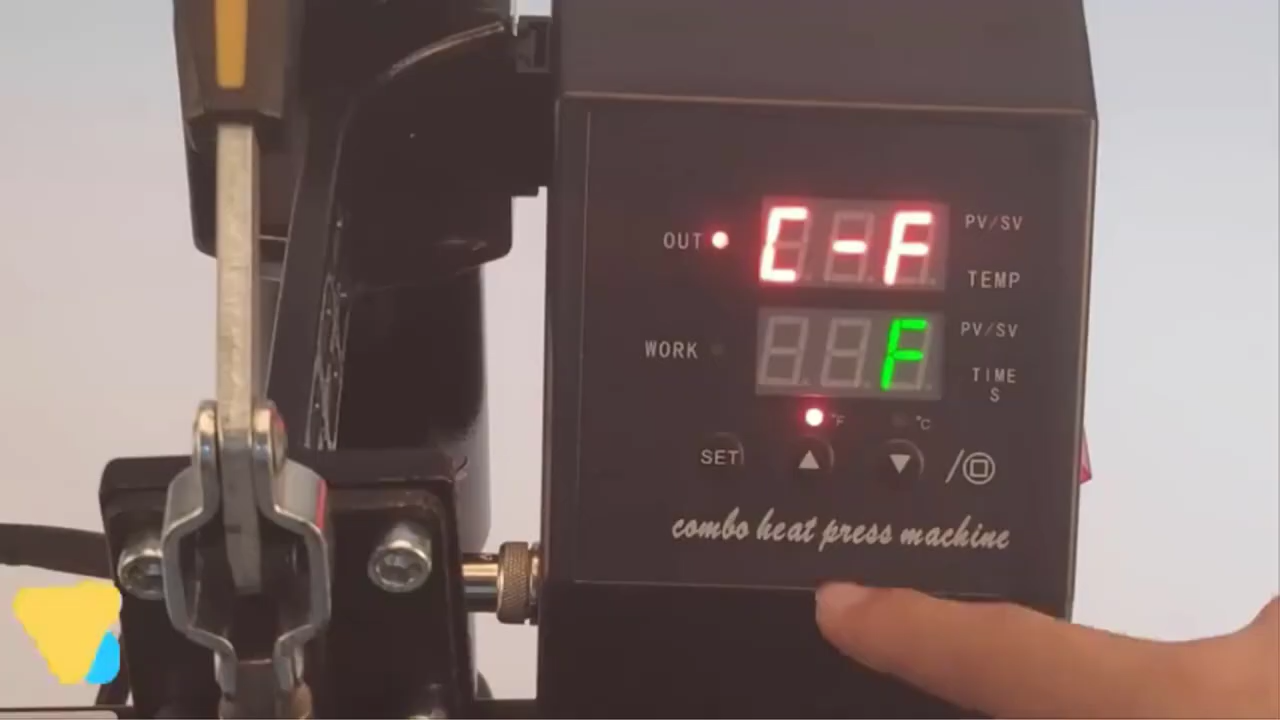 OUT C-F PV/SV
TEMP
WORK F PV/SV
TIME
S
°F °C
SET ▲ ▼ /
combo heat press machine